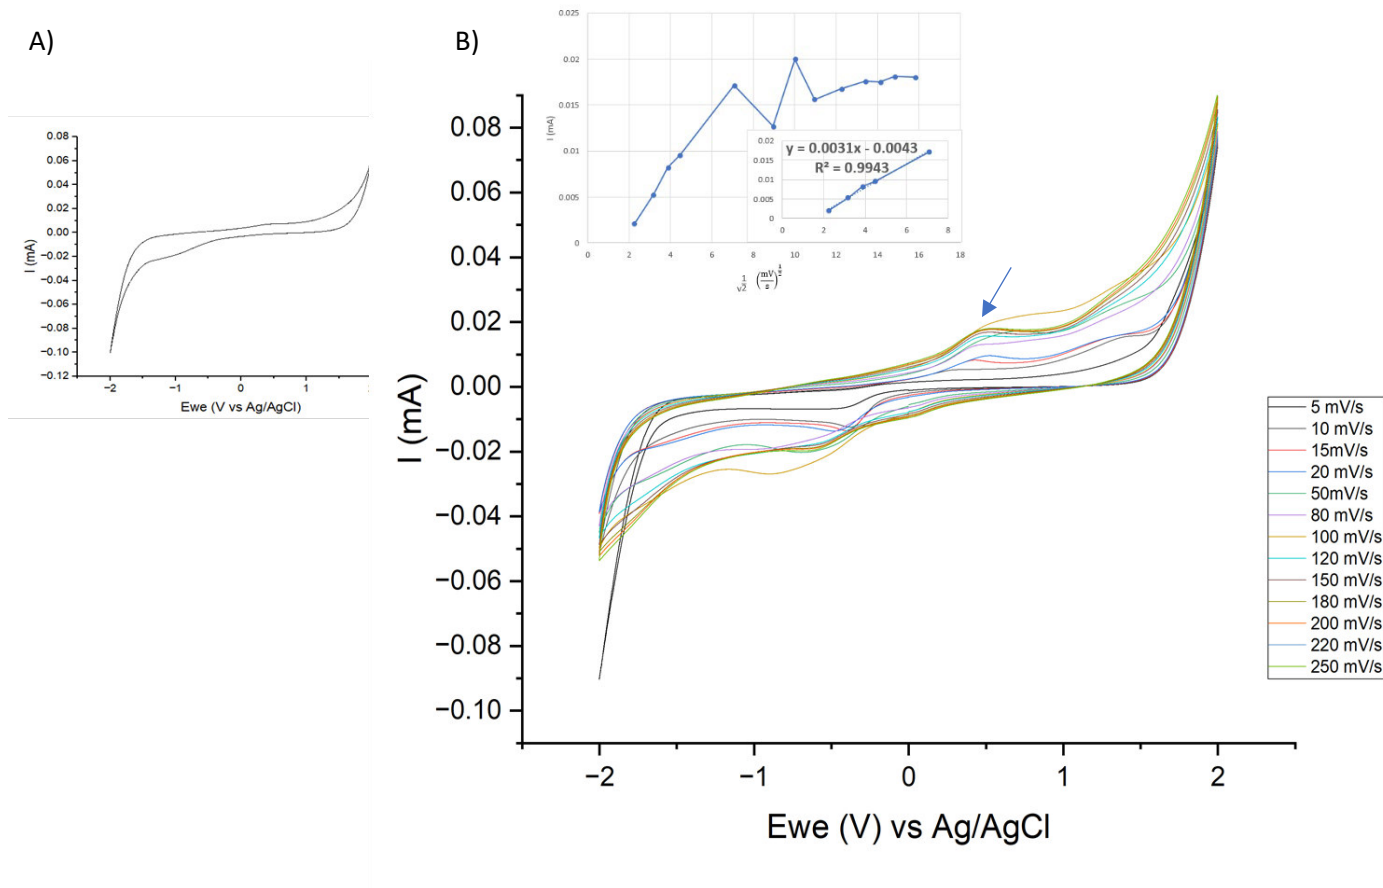 A)
B)
0.08
0.06
0.04
0.02
0.00
−0.02
−0.04
−0.06
−0.08
−0.10
−0.12
I (mA)
−2
−1
0
1
Ewe (V vs Ag/AgCl)
0.025
0.02
0.015
0.01
0.005
0
I (mA)
0 2 4 6 8 10 12 14 16 18
y = 0.0031x - 0.0043
R² = 0.9943
0.02
0.015
0.01
0.005
0
0 2 4 6 8
0.08
0.06
0.04
0.02
0.00
−0.02
−0.04
−0.06
−0.08
−0.10
I (mA)
−2 −1 0 1 2
Ewe (V) vs Ag/AgCl
5 mV/s
10 mV/s
15mV/s
20 mV/s
50mV/s
80 mV/s
100 mV/s
120 mV/s
150 mV/s
180 mV/s
200 mV/s
220 mV/s
250 mV/s